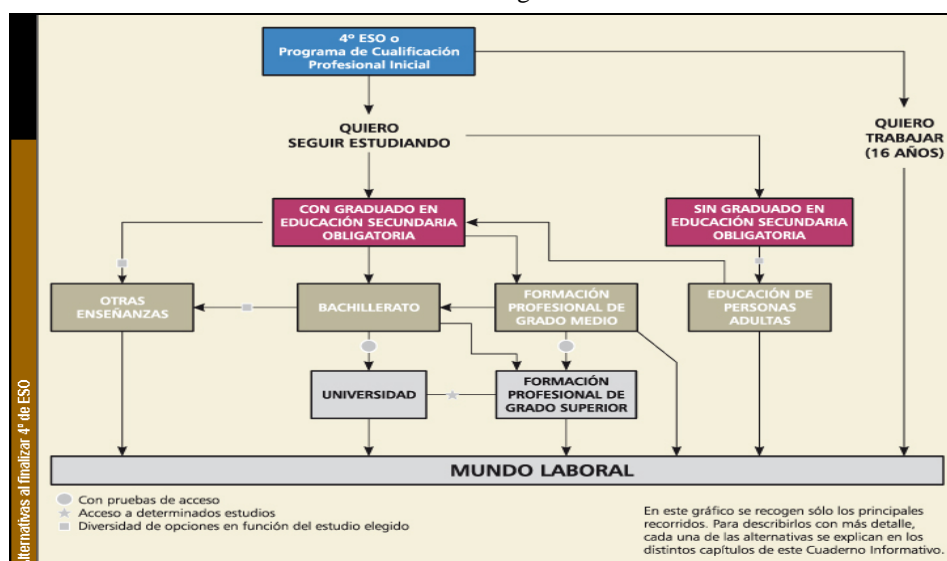 4º ESO o
Programa de Cualificación
Profesional Inicial
QUIERO
SEGUIR ESTUDIANDO
QUIERO
TRABAJAR
(16 AÑOS)
CON GRADUADO EN
EDUCACIÓN SECUNDARIA
OBLIGATORIA
SIN GRADUADO EN
EDUCACIÓN SECUNDARIA
OBLIGATORIA
OTRAS
ENSEÑANZAS
BACHILLERATO
FORMACIÓN
PROFESIONAL DE
GRADO MEDIO
EDUCACIÓN DE
PERSONAS
ADULTAS
UNIVERSIDAD
FORMACIÓN
PROFESIONAL DE
GRADO SUPERIOR
MUNDO LABORAL
Con pruebas de acceso
Acceso a determinados estudios
Diversidad de opciones en función del estudio elegido
En este gráfico se recogen sólo los principales
recorridos. Para describirlos con más detalle,
cada una de las alternativas se explican en los
distintos capítulos de este Cuaderno Informativo.
lternativas al finalizar 4º de ESO